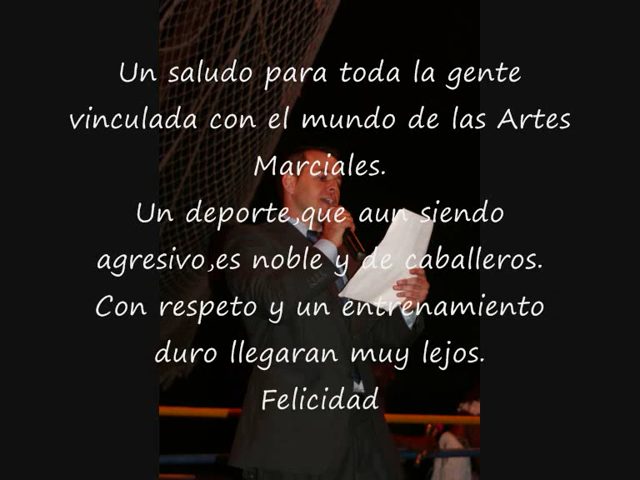 Un saludo para toda la gente
vinculada con el mundo de las Artes
Marciales.
Un deporte,que aun siendo
agresivo,es noble y de caballeros.
Con respeto y un entrenamiento
duro llegaran muy lejos.
Felicidad